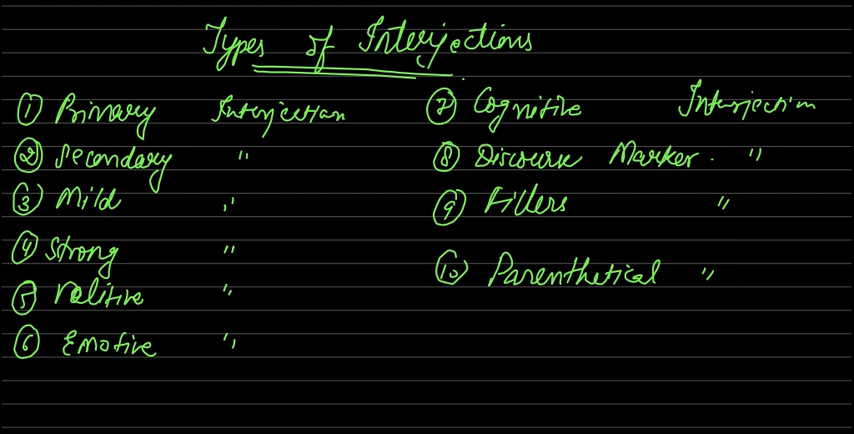 Types of Interjections
① Primary Interjection
② Secondary "
③ Mild "
④ Strong "
⑤ Volitive "
⑥ Emotive "
⑦ Cognitive Interjection
⑧ Discourse Marker. "
⑨ Fillers "
⑩ Parenthetical "